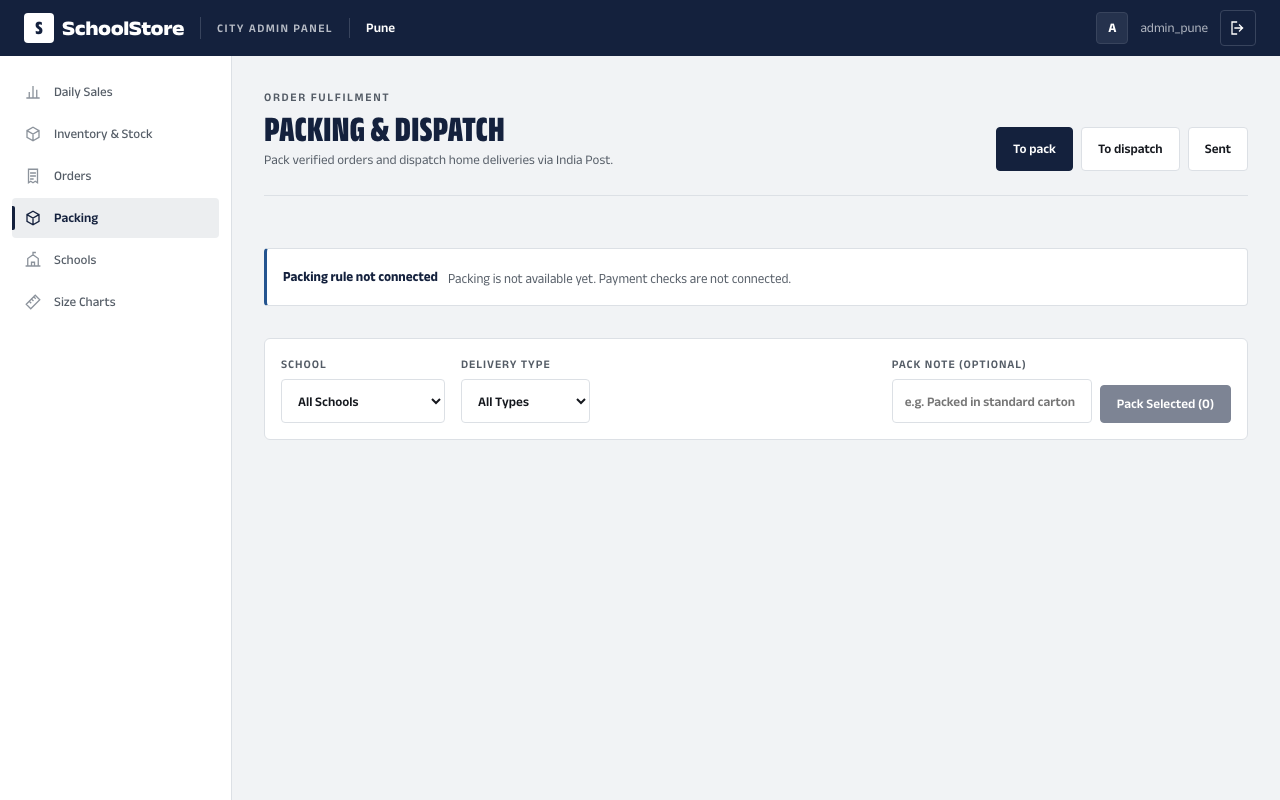 S SchoolStore CITY ADMIN PANEL Pune A admin_pune
Daily Sales
Inventory & Stock
Orders
Packing
Schools
Size Charts
ORDER FULFILMENT
PACKING & DISPATCH
Pack verified orders and dispatch home deliveries via India Post.
To pack To dispatch Sent
Packing rule not connected Packing is not available yet. Payment checks are not connected.
SCHOOL DELIVERY TYPE PACK NOTE (OPTIONAL)
All Schools All Types e.g. Packed in standard carton Pack Selected (0)